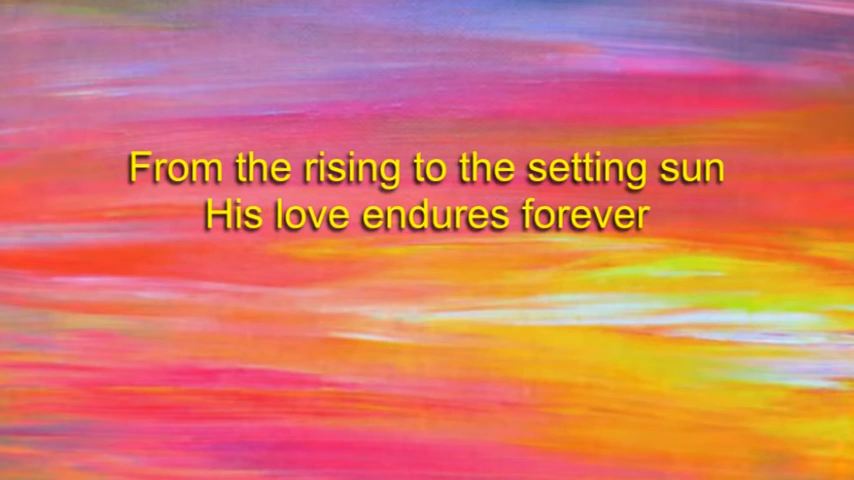 From the rising to the setting sun
His love endures forever